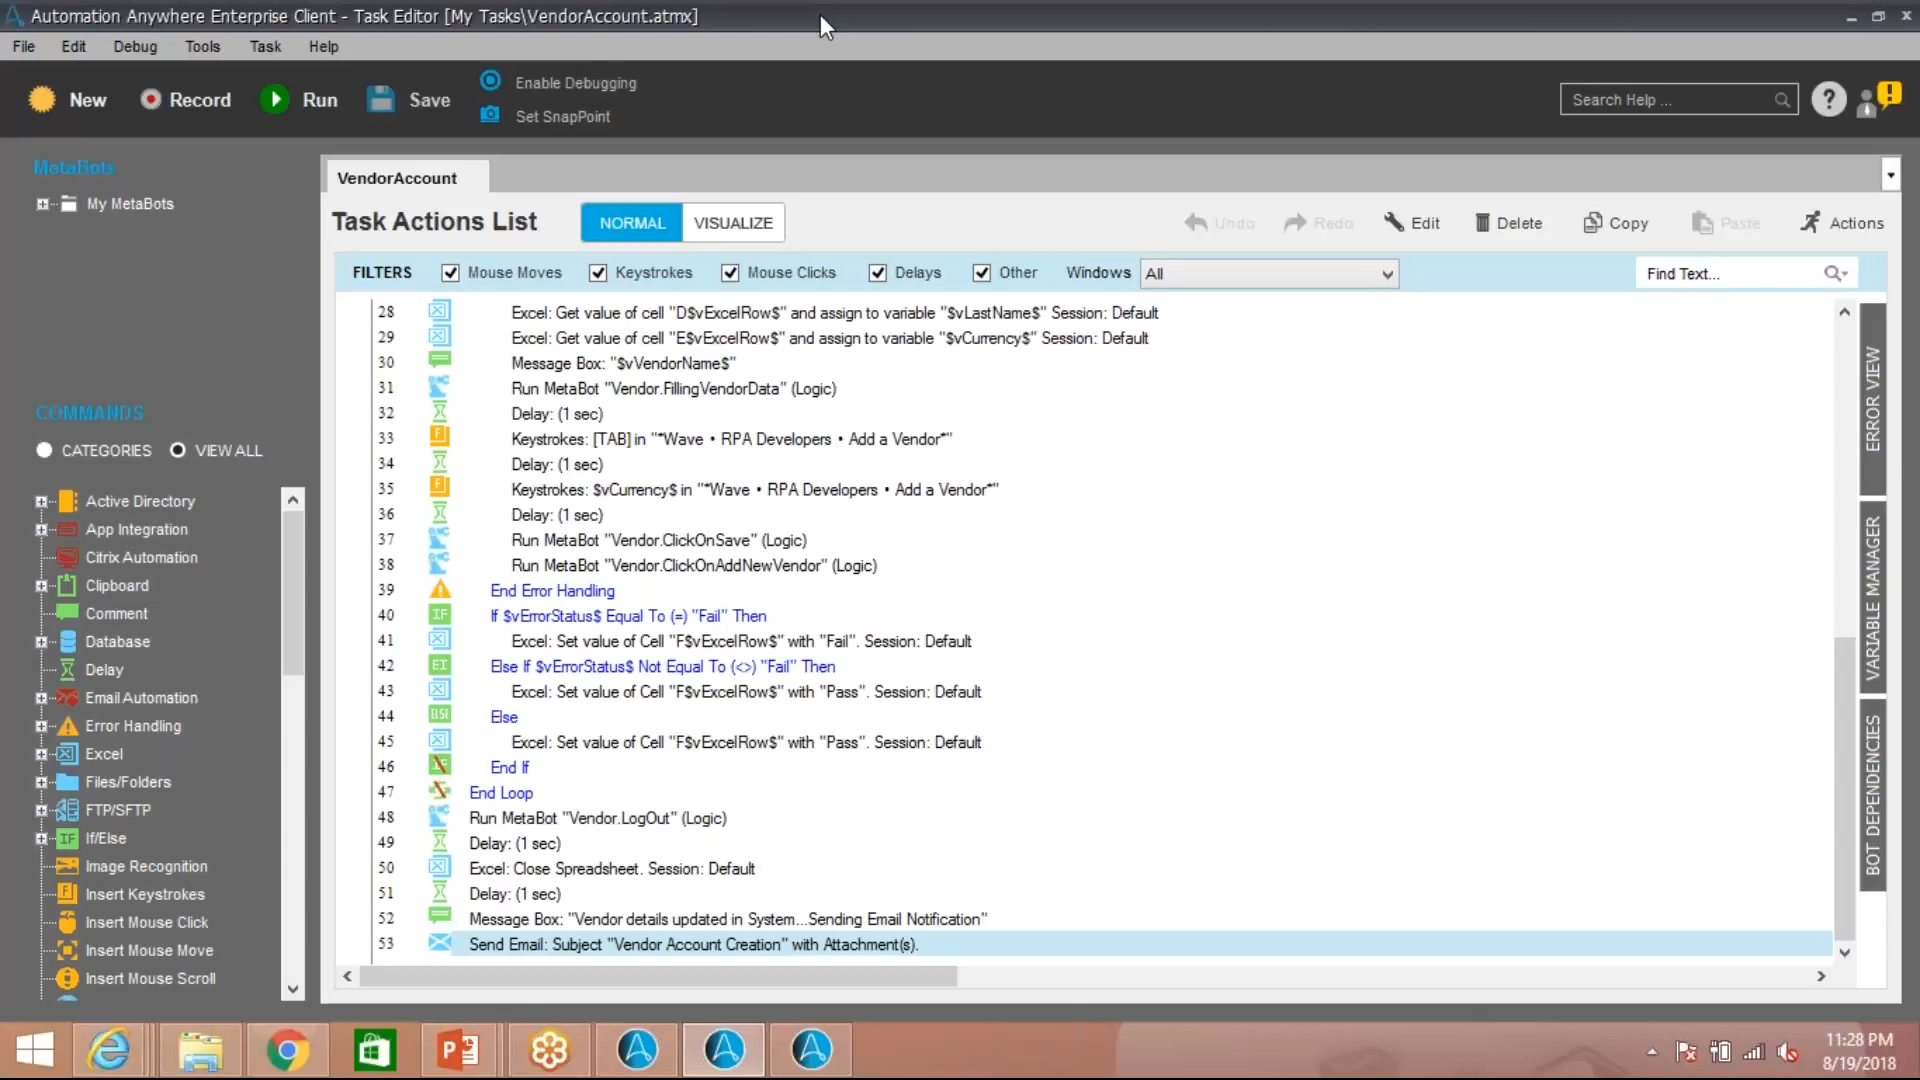 Automation Anywhere Enterprise Client - Task Editor [My Tasks\VendorAccount.atmx]
File Edit Debug Tools Task Help
New Record Run Save
Enable Debugging
Set SnapPoint
Search Help ...
MetaBots
My MetaBots
COMMANDS
CATEGORIES VIEW ALL
Active Directory
App Integration
Citrix Automation
Clipboard
Comment
Database
Delay
Email Automation
Error Handling
Excel
Files/Folders
FTP/SFTP
If/Else
Image Recognition
Insert Keystrokes
Insert Mouse Click
Insert Mouse Move
Insert Mouse Scroll
VendorAccount
Task Actions List NORMAL VISUALIZE Undo Redo Edit Delete Copy Paste Actions
FILTERS Mouse Moves Keystrokes Mouse Clicks Delays Other Windows All Find Text...
28 Excel: Get value of cell "D$vExcelRow$" and assign to variable "$vLastName$" Session: Default
29 Excel: Get value of cell "E$vExcelRow$" and assign to variable "$vCurrency$" Session: Default
30 Message Box: "$vVendorName$"
31 Run MetaBot "Vendor.FillingVendorData" (Logic)
32 Delay: (1 sec)
33 Keystrokes: [TAB] in "*Wave • RPA Developers • Add a Vendor*"
34 Delay: (1 sec)
35 Keystrokes: $vCurrency$ in "*Wave • RPA Developers • Add a Vendor*"
36 Delay: (1 sec)
37 Run MetaBot "Vendor.ClickOnSave" (Logic)
38 Run MetaBot "Vendor.ClickOnAddNewVendor" (Logic)
39 End Error Handling
40 IF If $vErrorStatus$ Equal To (=) "Fail" Then
41 Excel: Set value of Cell "F$vExcelRow$" with "Fail". Session: Default
42 EI Else If $vErrorStatus$ Not Equal To (<>) "Fail" Then
43 Excel: Set value of Cell "F$vExcelRow$" with "Pass". Session: Default
44 ELSE Else
45 Excel: Set value of Cell "F$vExcelRow$" with "Pass". Session: Default
46 End If
47 End Loop
48 Run MetaBot "Vendor.LogOut" (Logic)
49 Delay: (1 sec)
50 Excel: Close Spreadsheet. Session: Default
51 Delay: (1 sec)
52 Message Box: "Vendor details updated in System...Sending Email Notification"
53 Send Email: Subject "Vendor Account Creation" with Attachment(s).
ERROR VIEW
VARIABLE MANAGER
BOT DEPENDENCIES
11:28 PM
8/19/2018